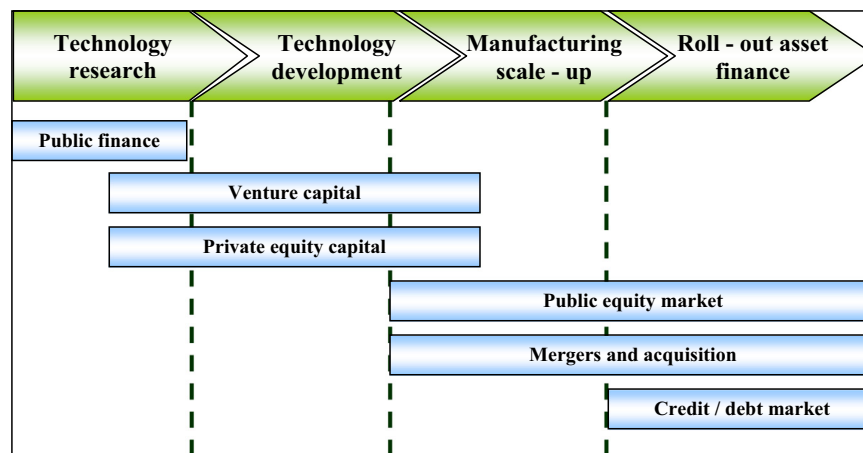 Technology
research
Technology
development
Manufacturing
scale - up
Roll - out asset
finance
Public finance
Venture capital
Private equity capital
Public equity market
Mergers and acquisition
Credit / debt market